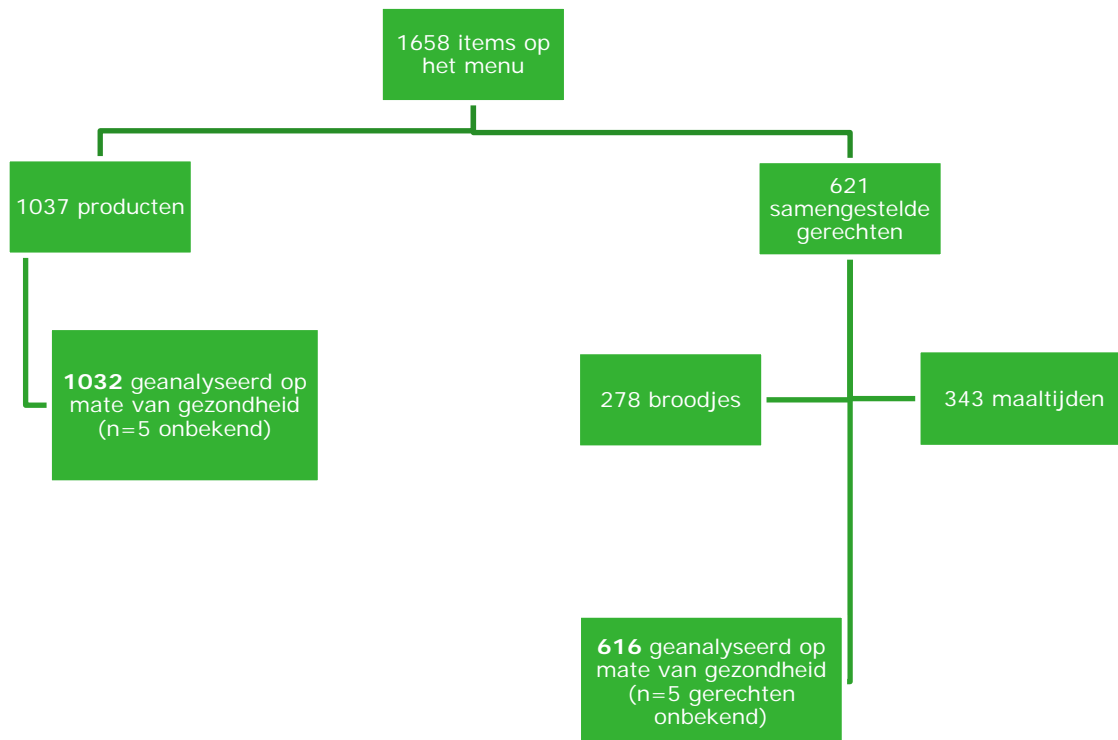 1658 items op
het menu
1037 producten
621
samengestelde
gerechten
1032 geanalyseerd op
mate van gezondheid
(n=5 onbekend)
278 broodjes
343 maaltijden
616 geanalyseerd op
mate van gezondheid
(n=5 gerechten
onbekend)